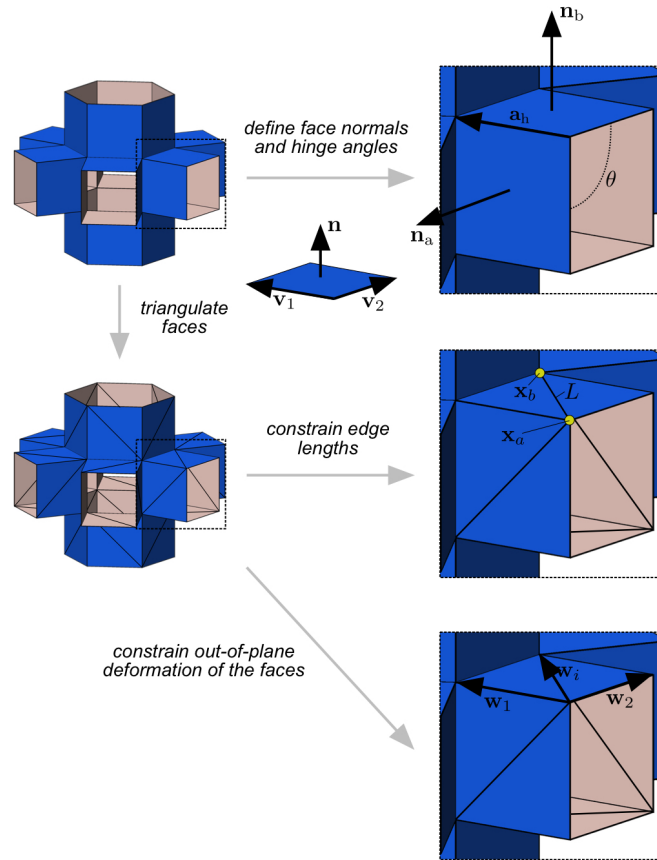 n_b
define face normals
and hinge angles
a_h
θ
n_a
n
v_1
v_2
triangulate
faces
constrain edge
lengths
x_b
L
x_a
constrain out-of-plane
deformation of the faces
w_i
w_1
w_2